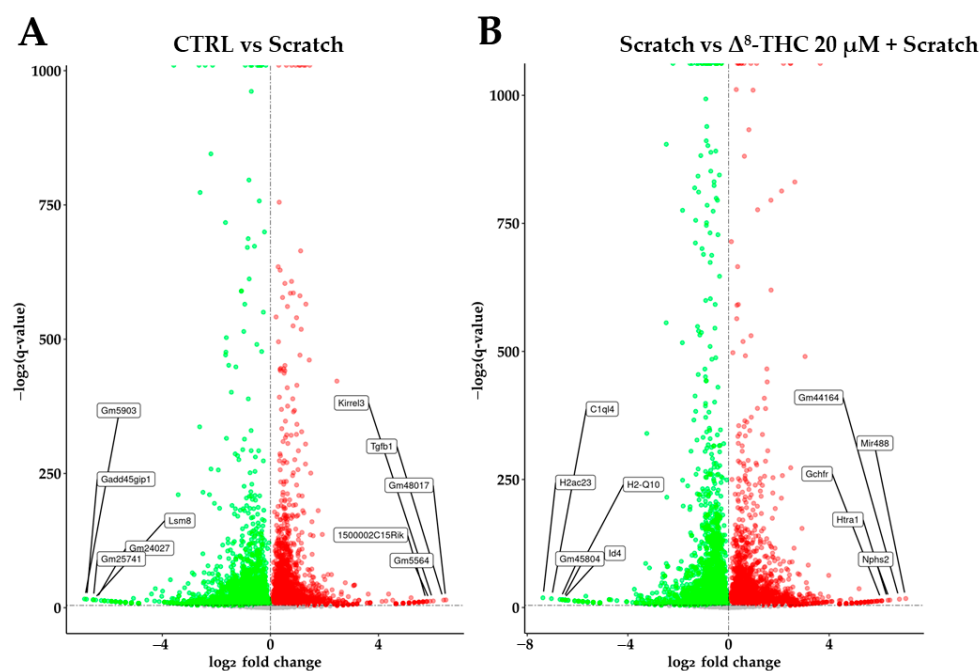 A
CTRL vs Scratch
1000
750
500
250
0
−log₂(q-value)
Gm5903
Gadd45gip1
Lsm8
Gm24027
Gm25741
Kirrel3
Tgfb1
Gm48017
1500002C15Rik
Gm5564
−4
0
4
log₂ fold change
B
Scratch vs Δ⁸-THC 20 μM + Scratch
1000
750
500
250
0
−log₂(q-value)
C1ql4
H2ac23
H2-Q10
Id4
Gm45804
Gm44164
Mir488
Gchfr
Htra1
Nphs2
−8
−4
0
4
log₂ fold change